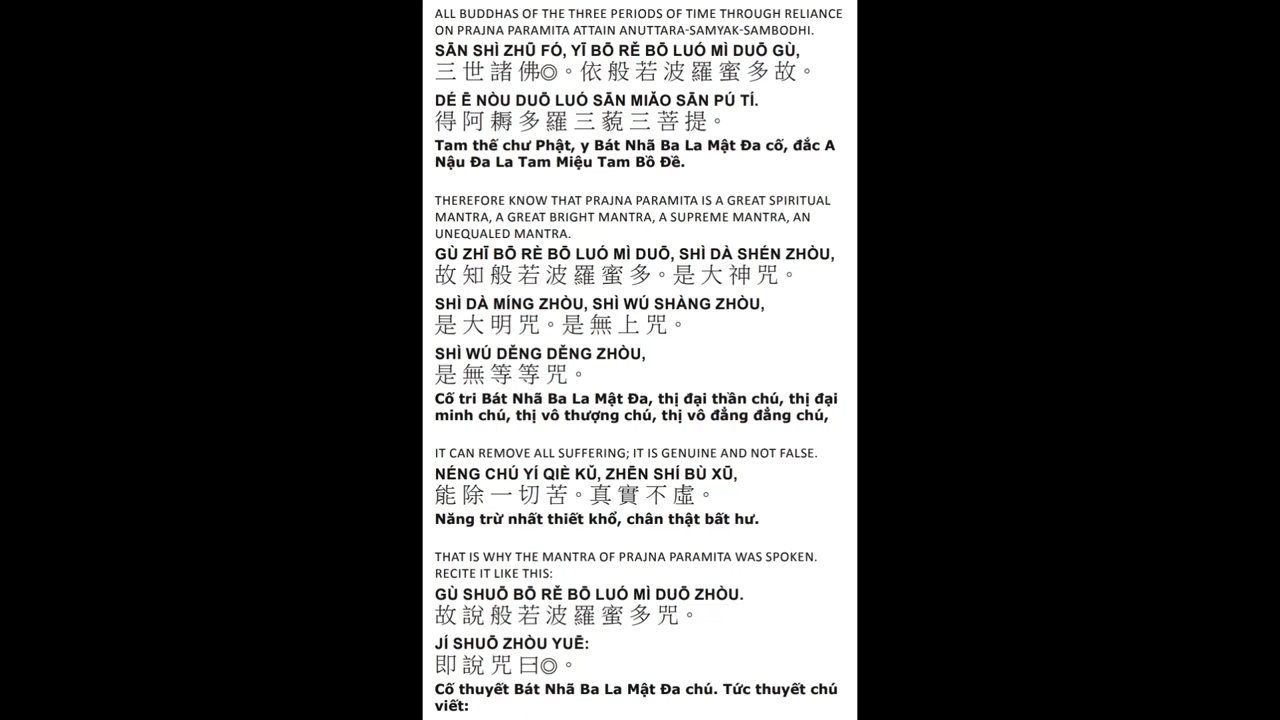 ALL BUDDHAS OF THE THREE PERIODS OF TIME THROUGH RELIANCE
ON PRAJNA PARAMITA ATTAIN ANUTTARA-SAMYAK-SAMBODHI.
SĀN SHÌ ZHŪ FÓ, YĪ BŌ RĚ BŌ LUÓ MÌ DUŌ GÙ,
三世諸佛◎。依般若波羅蜜多故。
DÉ Ē NÒU DUŌ LUÓ SĀN MIǍO SĀN PÚ TÍ.
得阿耨多羅三藐三菩提。
Tam thế chư Phật, y Bát Nhã Ba La Mật Đa cố, đắc A
Nậu Đa La Tam Miệu Tam Bồ Đề.
THEREFORE KNOW THAT PRAJNA PARAMITA IS A GREAT SPIRITUAL
MANTRA, A GREAT BRIGHT MANTRA, A SUPREME MANTRA, AN
UNEQUALED MANTRA.
GÙ ZHĪ BŌ RÈ BŌ LUÓ MÌ DUŌ, SHÌ DÀ SHÉN ZHÒU,
故知般若波羅蜜多。是大神咒。
SHÌ DÀ MÍNG ZHÒU, SHÌ WÚ SHÀNG ZHÒU,
是大明咒。是無上咒。
SHÌ WÚ DĚNG DĚNG ZHÒU,
是無等等咒。
Cố tri Bát Nhã Ba La Mật Đa, thị đại thần chú, thị đại
minh chú, thị vô thượng chú, thị vô đẳng đẳng chú,
IT CAN REMOVE ALL SUFFERING; IT IS GENUINE AND NOT FALSE.
NÉNG CHÚ YÍ QIÈ KǓ, ZHĒN SHÍ BÙ XŪ,
能除一切苦。真實不虛。
Năng trừ nhất thiết khổ, chân thật bất hư.
THAT IS WHY THE MANTRA OF PRAJNA PARAMITA WAS SPOKEN.
RECITE IT LIKE THIS:
GÙ SHUŌ BŌ RĚ BŌ LUÓ MÌ DUŌ ZHÒU.
故說般若波羅蜜多咒。
JÍ SHUŌ ZHÒU YUĒ:
即說咒曰◎。
Cố thuyết Bát Nhã Ba La Mật Đa chú. Tức thuyết chú
viết: